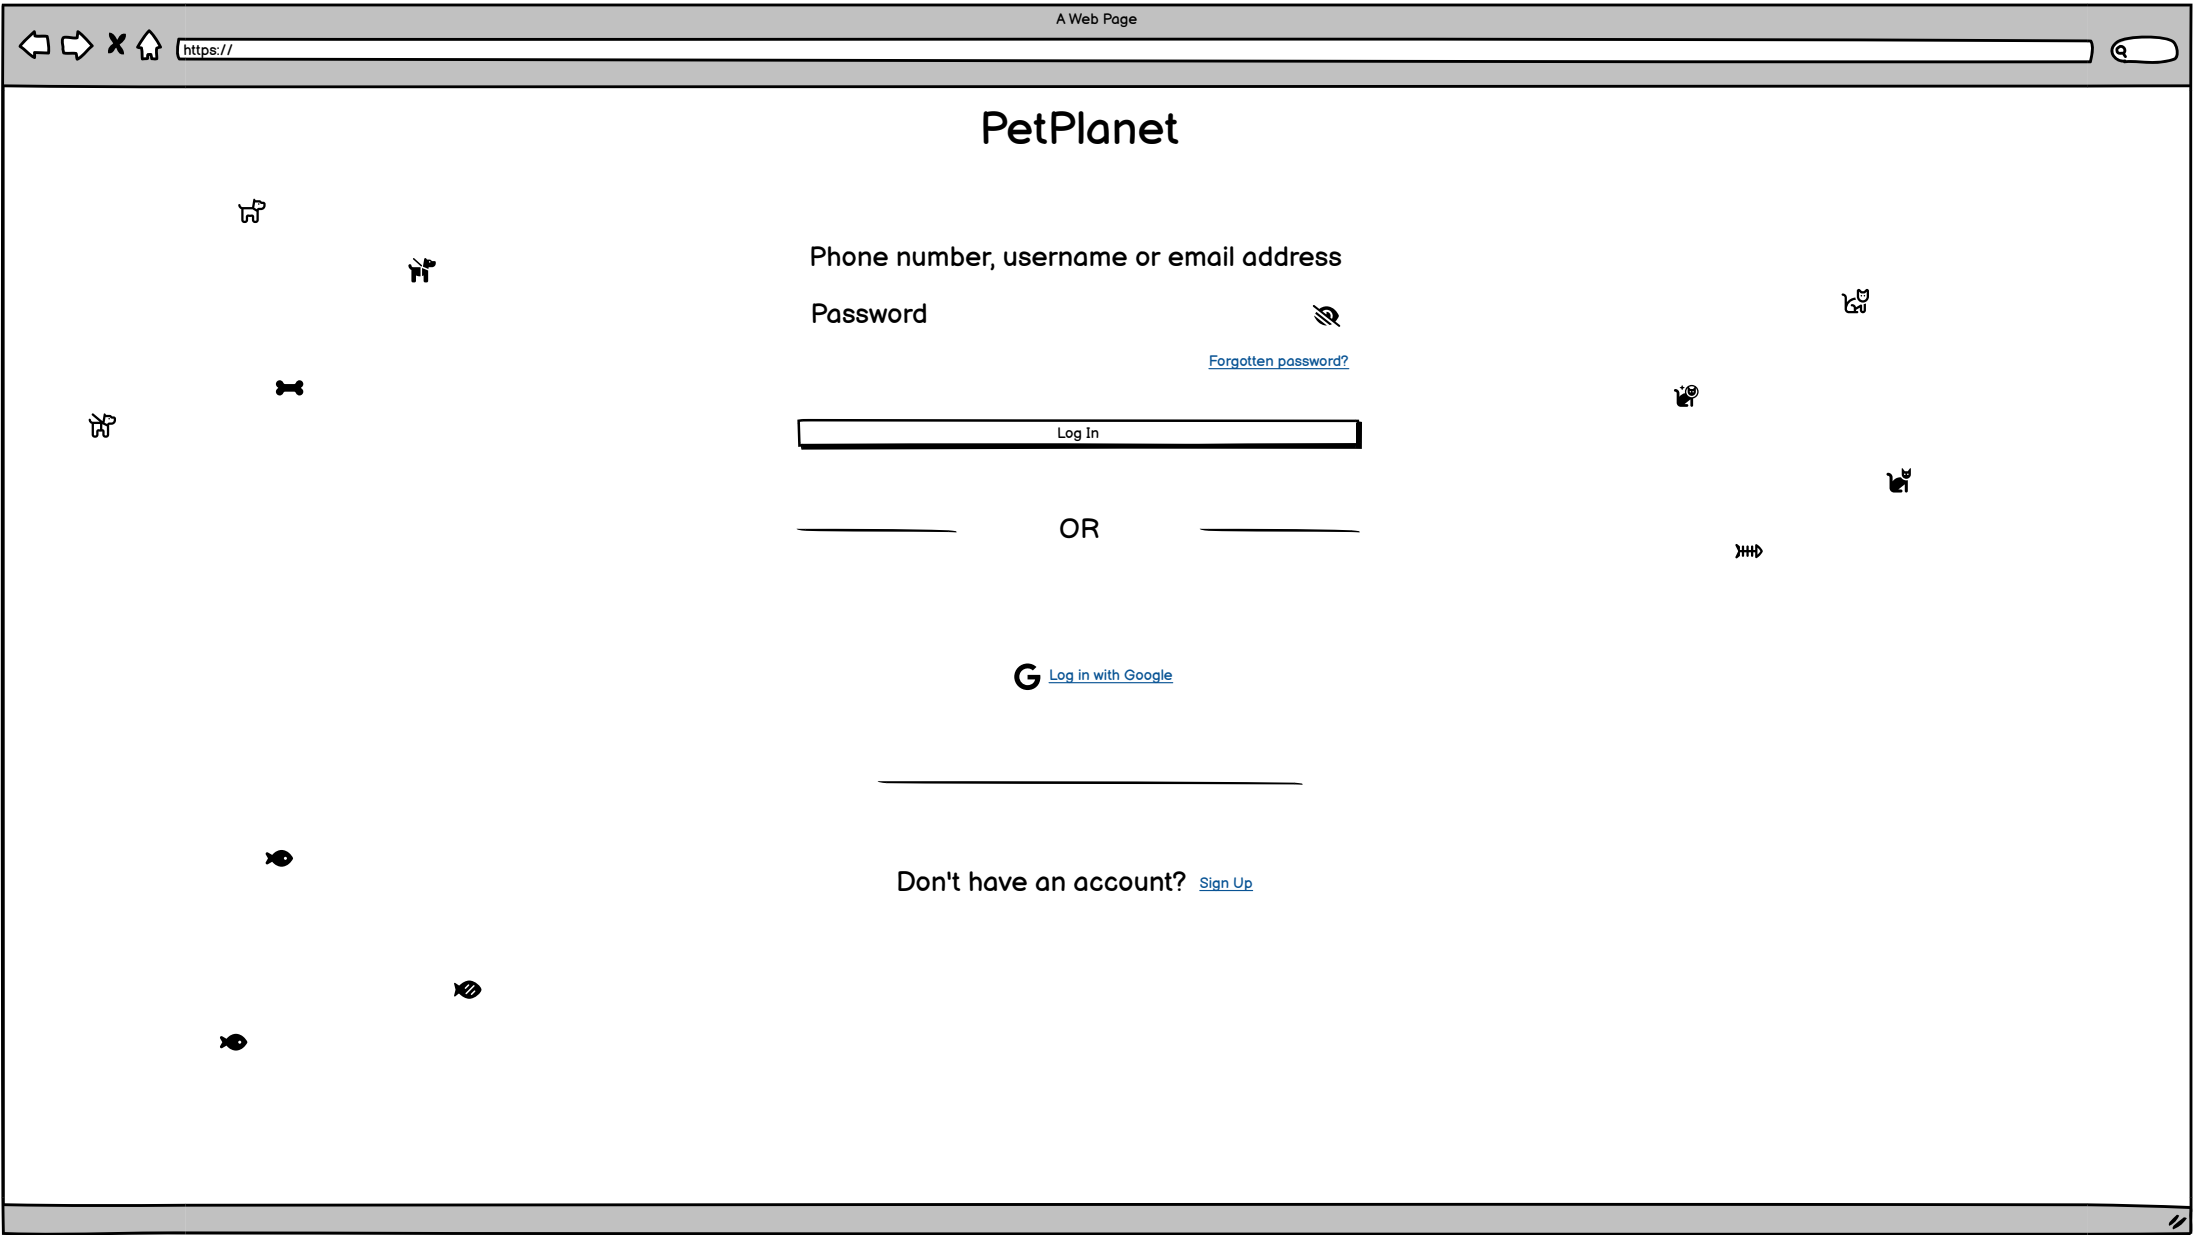 A Web Page
https://
PetPlanet
Phone number, username or email address
Password
Forgotten password?
Log In
OR
Log in with Google
Don't have an account? Sign Up